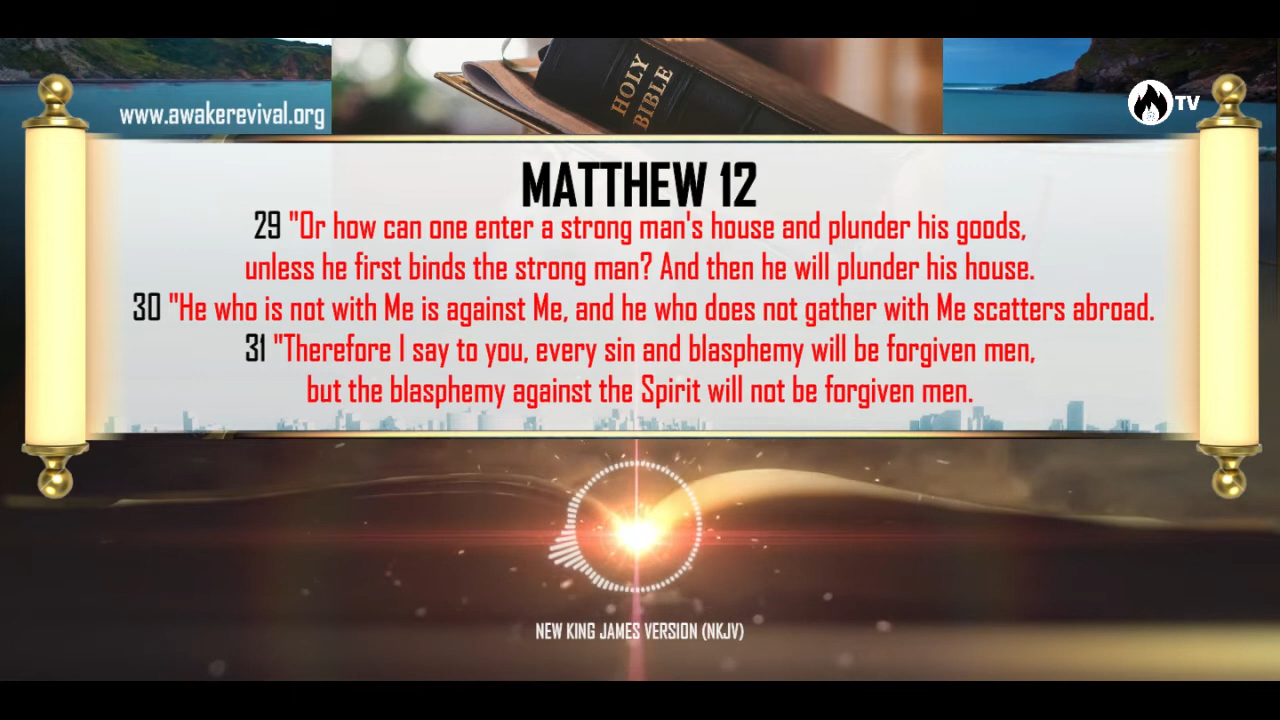 HOLY
BIBLE
www.awakerevival.org
TV
MATTHEW 12
29 "Or how can one enter a strong man's house and plunder his goods,
unless he first binds the strong man? And then he will plunder his house.
30 "He who is not with Me is against Me, and he who does not gather with Me scatters abroad.
31 "Therefore I say to you, every sin and blasphemy will be forgiven men,
but the blasphemy against the Spirit will not be forgiven men.
NEW KING JAMES VERSION (NKJV)